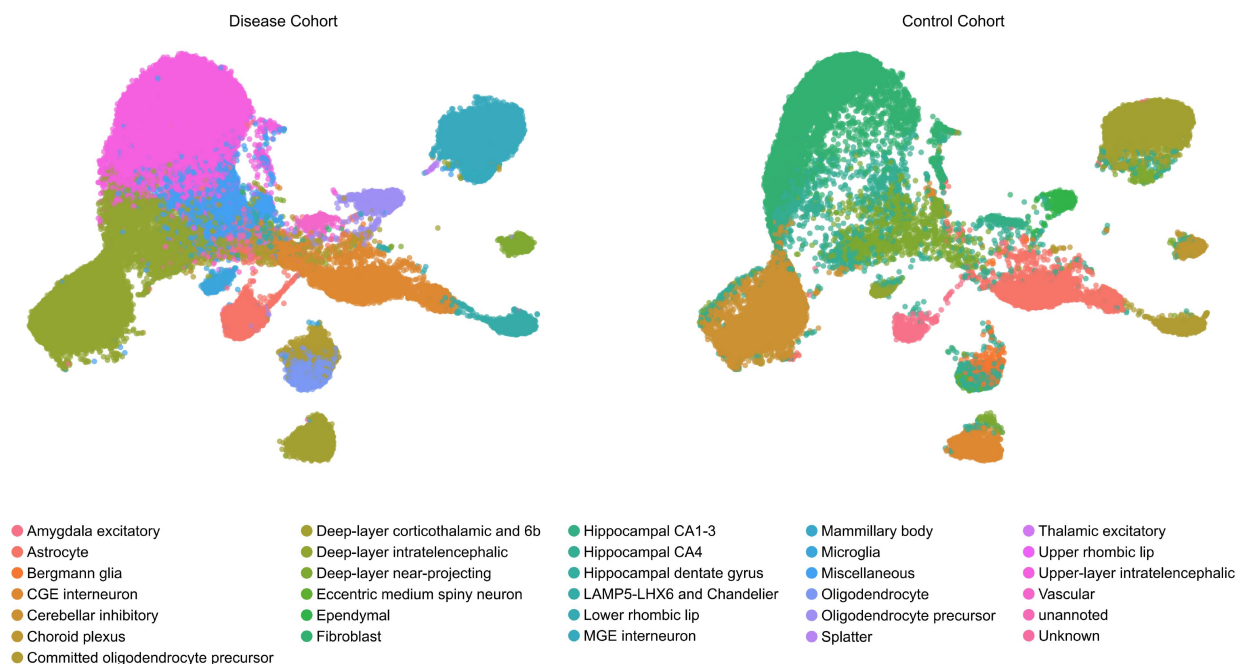 Disease Cohort
Control Cohort
Amygdala excitatory
Astrocyte
Bergmann glia
CGE interneuron
Cerebellar inhibitory
Choroid plexus
Committed oligodendrocyte precursor
Deep-layer corticothalamic and 6b
Deep-layer intratelencephalic
Deep-layer near-projecting
Eccentric medium spiny neuron
Ependymal
Fibroblast
Hippocampal CA1-3
Hippocampal CA4
Hippocampal dentate gyrus
LAMP5-LHX6 and Chandelier
Lower rhombic lip
MGE interneuron
Mammillary body
Microglia
Miscellaneous
Oligodendrocyte
Oligodendrocyte precursor
Splatter
Thalamic excitatory
Upper rhombic lip
Upper-layer intratelencephalic
Vascular
unannoted
Unknown